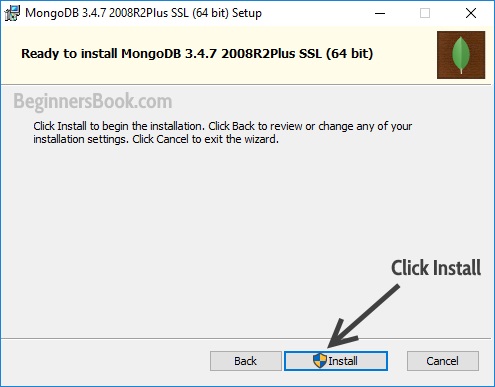 MongoDB 3.4.7 2008R2Plus SSL (64 bit) Setup
Ready to install MongoDB 3.4.7 2008R2Plus SSL (64 bit)
BeginnersBook.com
Click Install to begin the installation. Click Back to review or change any of your
installation settings. Click Cancel to exit the wizard.
Click Install
Back
Install
Cancel